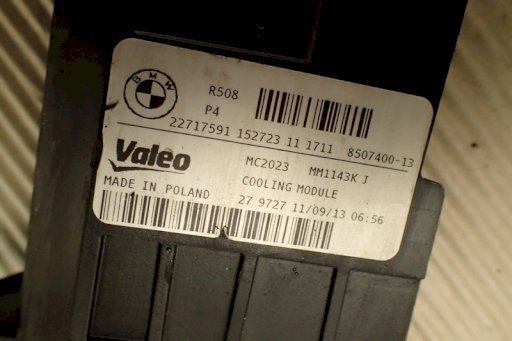 BMW
R508
P4
22717591 152723 11 1711 8507400-13
Valeo
MC2023 MM1143K J
MADE IN POLAND
COOLING MODULE
27 9727 11/09/13 06:56